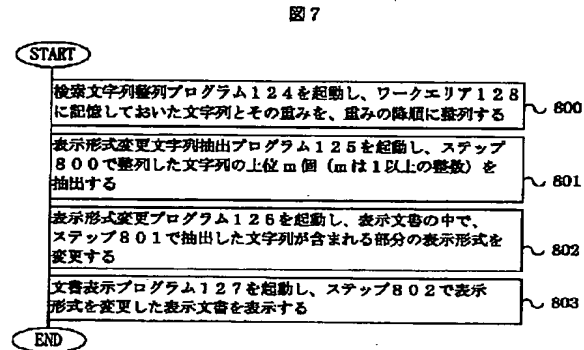 図7
START
検索文字列整列プログラム124を起動し、ワークエリア128
に記憶しておいた文字列とその重みを、重みの降順に整列する
800
表示形式変更文字列抽出プログラム125を起動し、ステップ
800で整列した文字列の上位m個(mは1以上の整数)を
抽出する
801
表示形式変更プログラム126を起動し、表示文書の中で、
ステップ801で抽出した文字列が含まれる部分の表示形式を
変更する
802
文書表示プログラム127を起動し、ステップ802で表示
形式を変更した表示文書を表示する
803
END